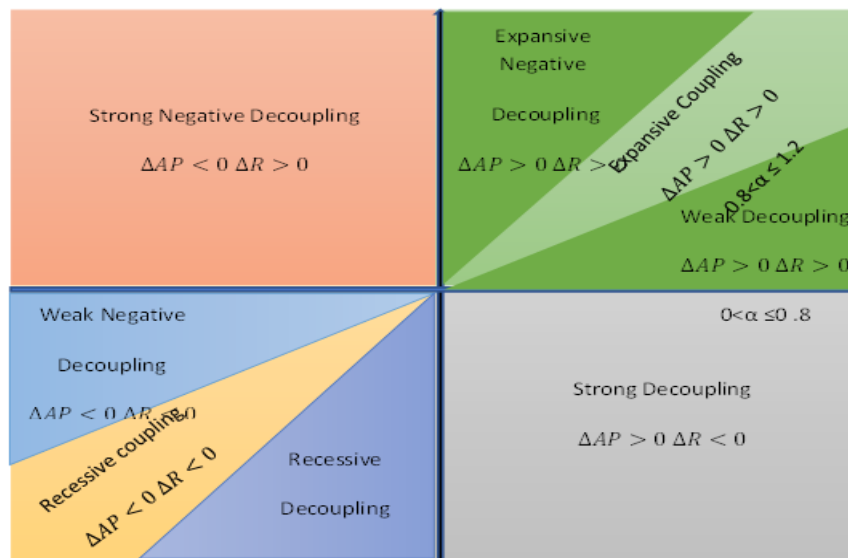 Strong Negative Decoupling
ΔAP < 0 ΔR > 0
Expansive
Negative
Decoupling
ΔAP > 0 ΔR >
Expansive Coupling
ΔAP > 0 ΔR > 0
0.8<α ≤ 1.2
Weak Decoupling
ΔAP > 0 ΔR > 0
Weak Negative
Decoupling
ΔAP < 0 ΔR 0
Recessive coupling
ΔAP < 0 ΔR < 0
Recessive
Decoupling
0<α ≤0 .8
Strong Decoupling
ΔAP > 0 ΔR < 0